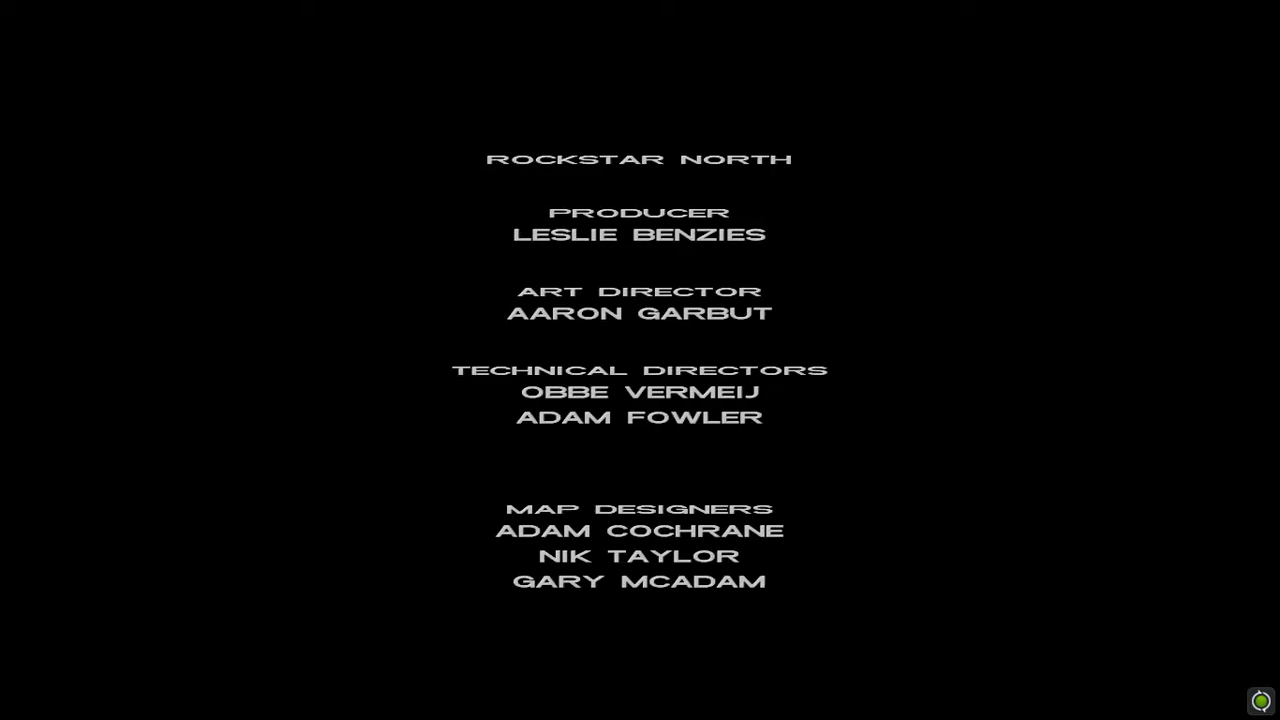 ROCKSTAR NORTH
PRODUCER
LESLIE BENZIES
ART DIRECTOR
AARON GARBUT
TECHNICAL DIRECTORS
OBBE VERMEIJ
ADAM FOWLER
MAP DESIGNERS
ADAM COCHRANE
NIK TAYLOR
GARY MCADAM